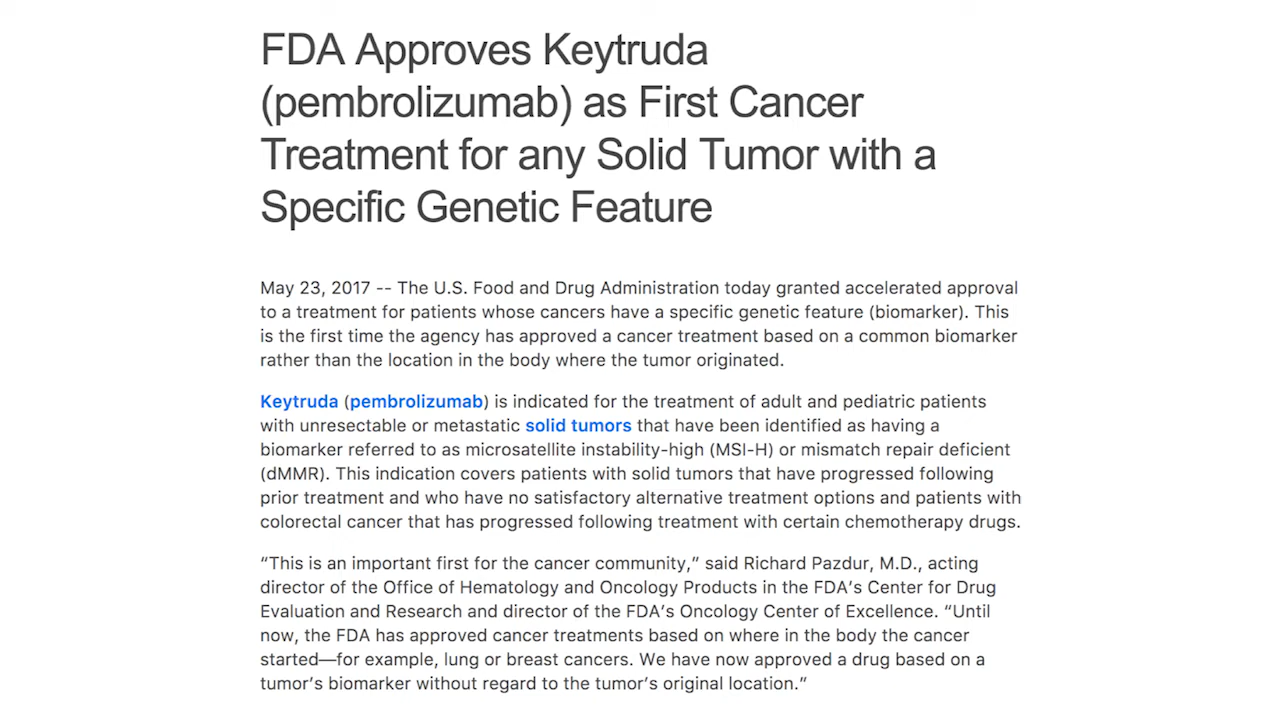 FDA Approves Keytruda
(pembrolizumab) as First Cancer
Treatment for any Solid Tumor with a
Specific Genetic Feature
May 23, 2017 -- The U.S. Food and Drug Administration today granted accelerated approval
to a treatment for patients whose cancers have a specific genetic feature (biomarker). This
is the first time the agency has approved a cancer treatment based on a common biomarker
rather than the location in the body where the tumor originated.
Keytruda (pembrolizumab) is indicated for the treatment of adult and pediatric patients
with unresectable or metastatic solid tumors that have been identified as having a
biomarker referred to as microsatellite instability-high (MSI-H) or mismatch repair deficient
(dMMR). This indication covers patients with solid tumors that have progressed following
prior treatment and who have no satisfactory alternative treatment options and patients with
colorectal cancer that has progressed following treatment with certain chemotherapy drugs.
“This is an important first for the cancer community,” said Richard Pazdur, M.D., acting
director of the Office of Hematology and Oncology Products in the FDA’s Center for Drug
Evaluation and Research and director of the FDA’s Oncology Center of Excellence. “Until
now, the FDA has approved cancer treatments based on where in the body the cancer
started—for example, lung or breast cancers. We have now approved a drug based on a
tumor’s biomarker without regard to the tumor’s original location.”